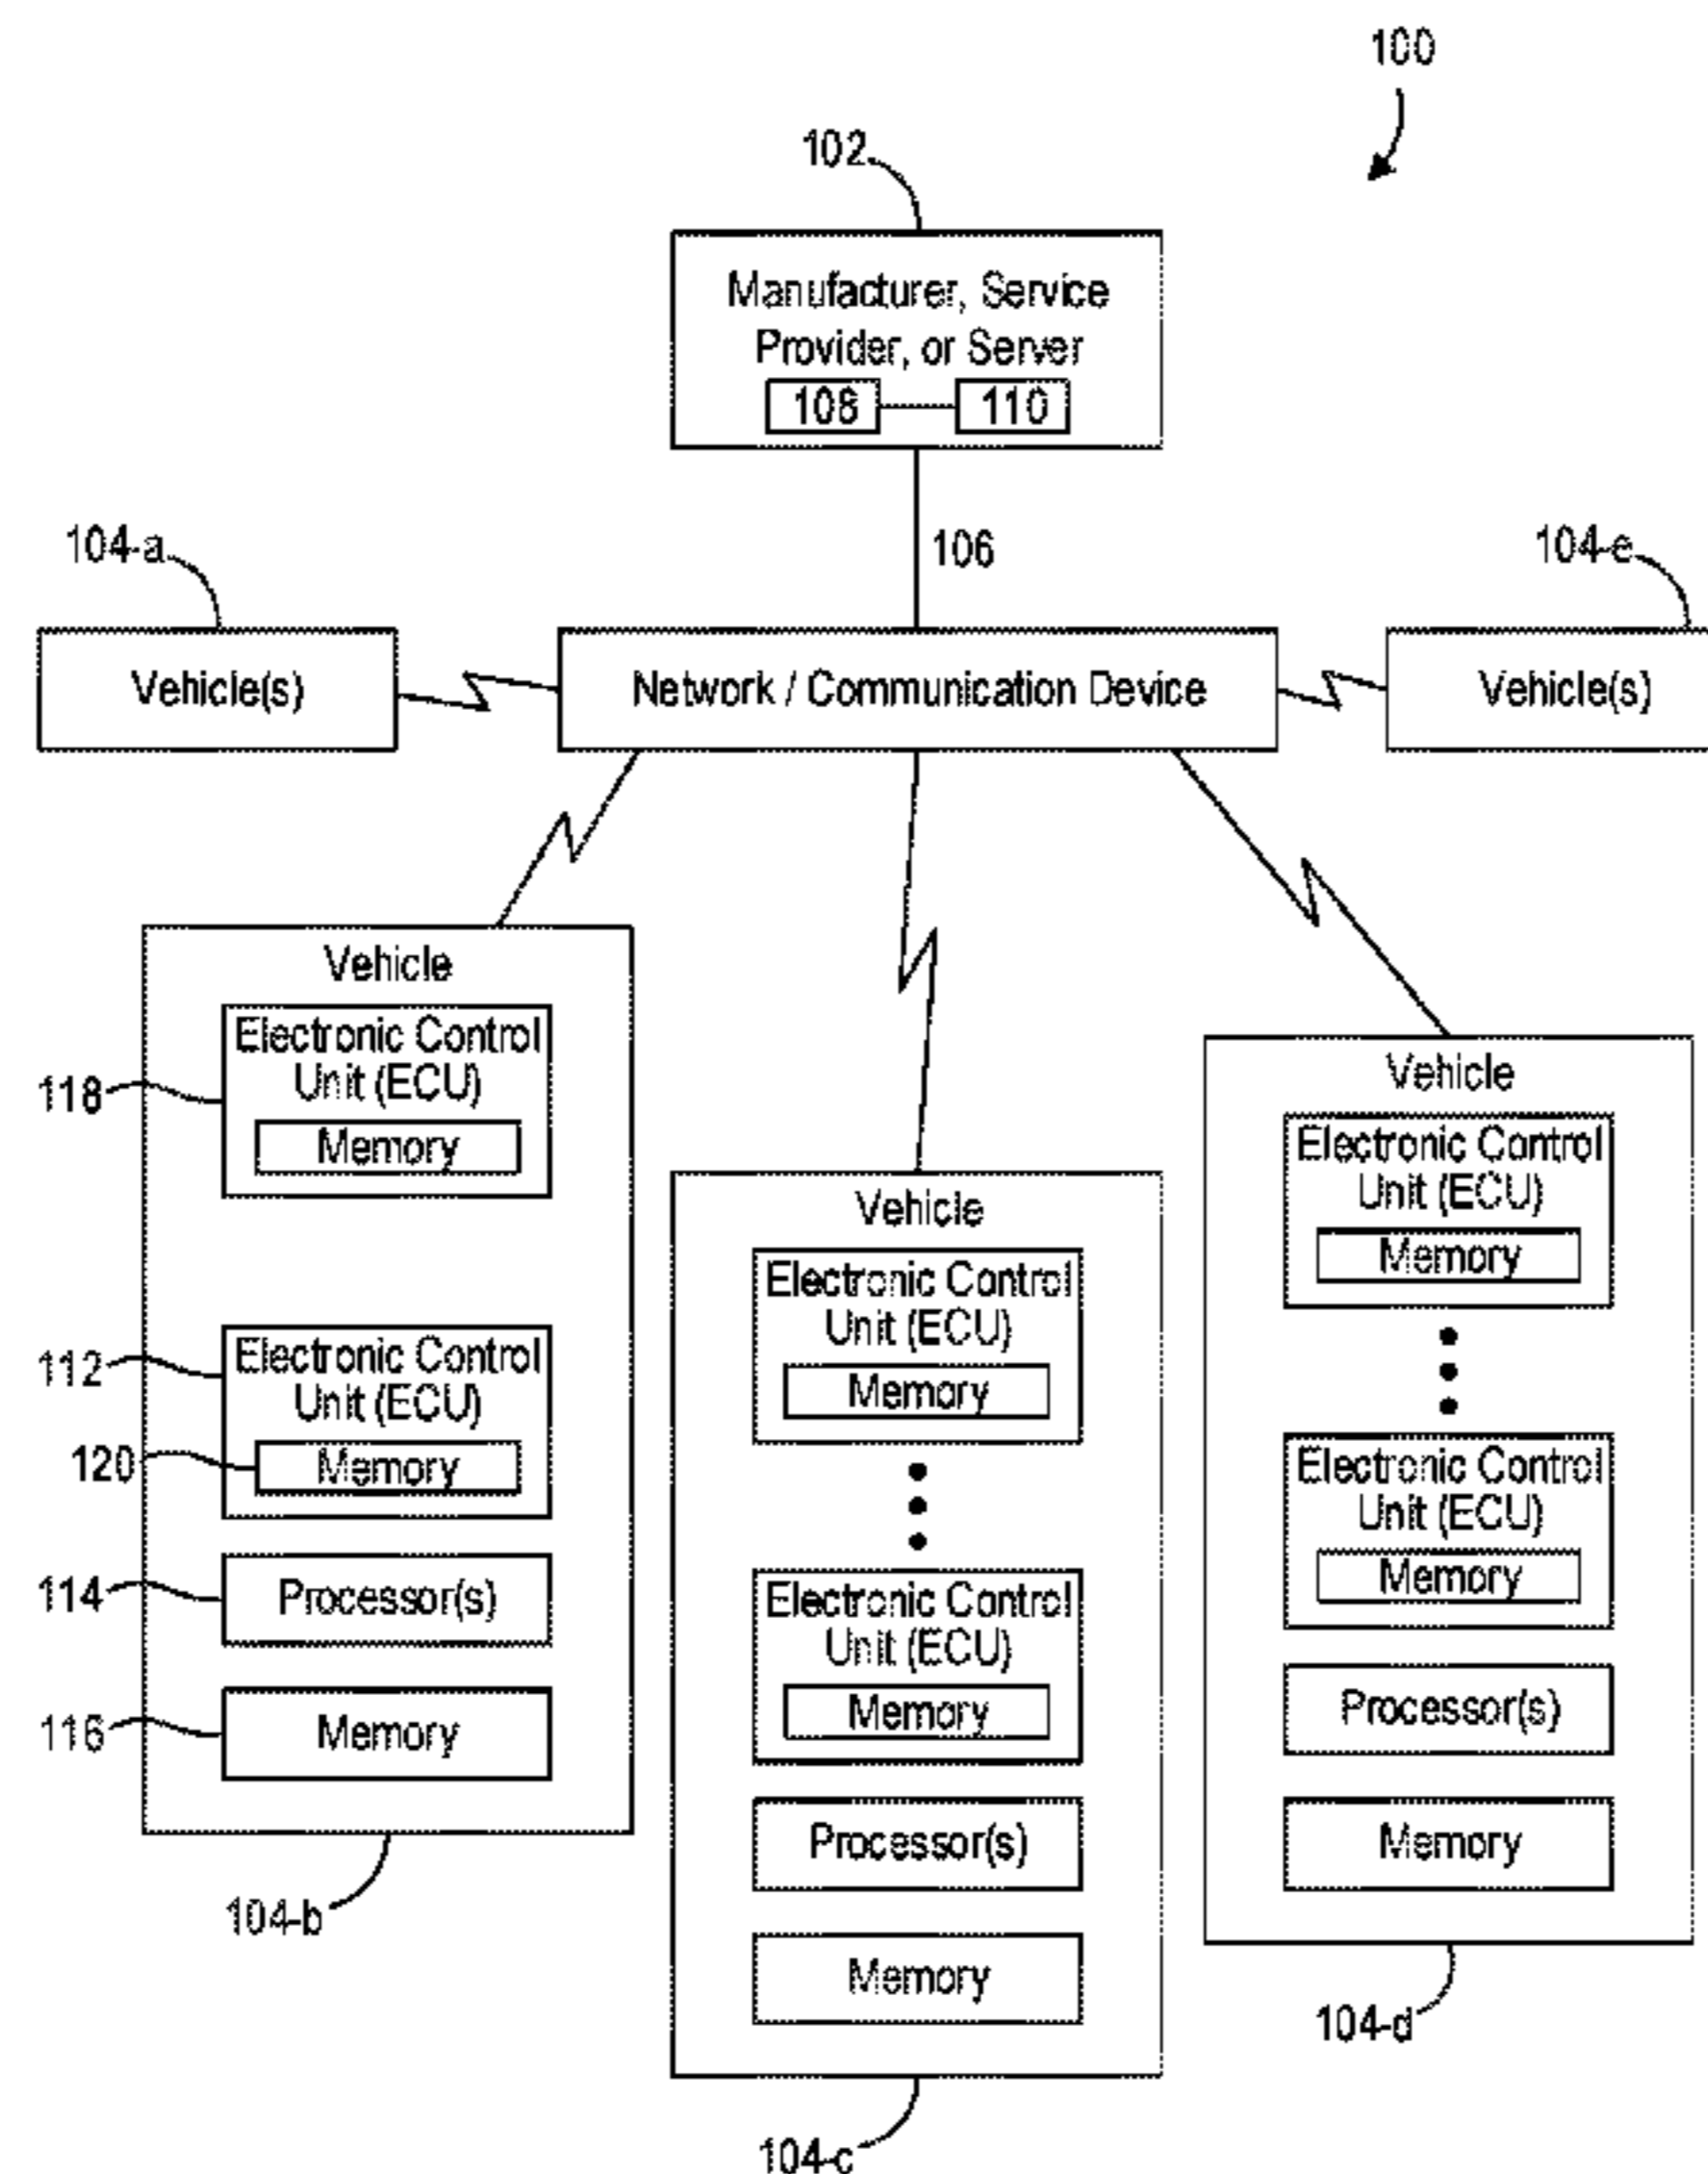 100
102
Manufacturer, Service
Provider, or Server
108
110
104-a
106
104-e
Vehicle(s)
Network / Communication Device
Vehicle(s)
Vehicle
Electronic Control
Unit (ECU)
Memory
118
Electronic Control
Unit (ECU)
Memory
112
120
Processor(s)
114
Memory
116
104-b
Vehicle
Electronic Control
Unit (ECU)
Memory
Electronic Control
Unit (ECU)
Memory
Processor(s)
Memory
104-c
Vehicle
Electronic Control
Unit (ECU)
Memory
Electronic Control
Unit (ECU)
Memory
Processor(s)
Memory
104-d